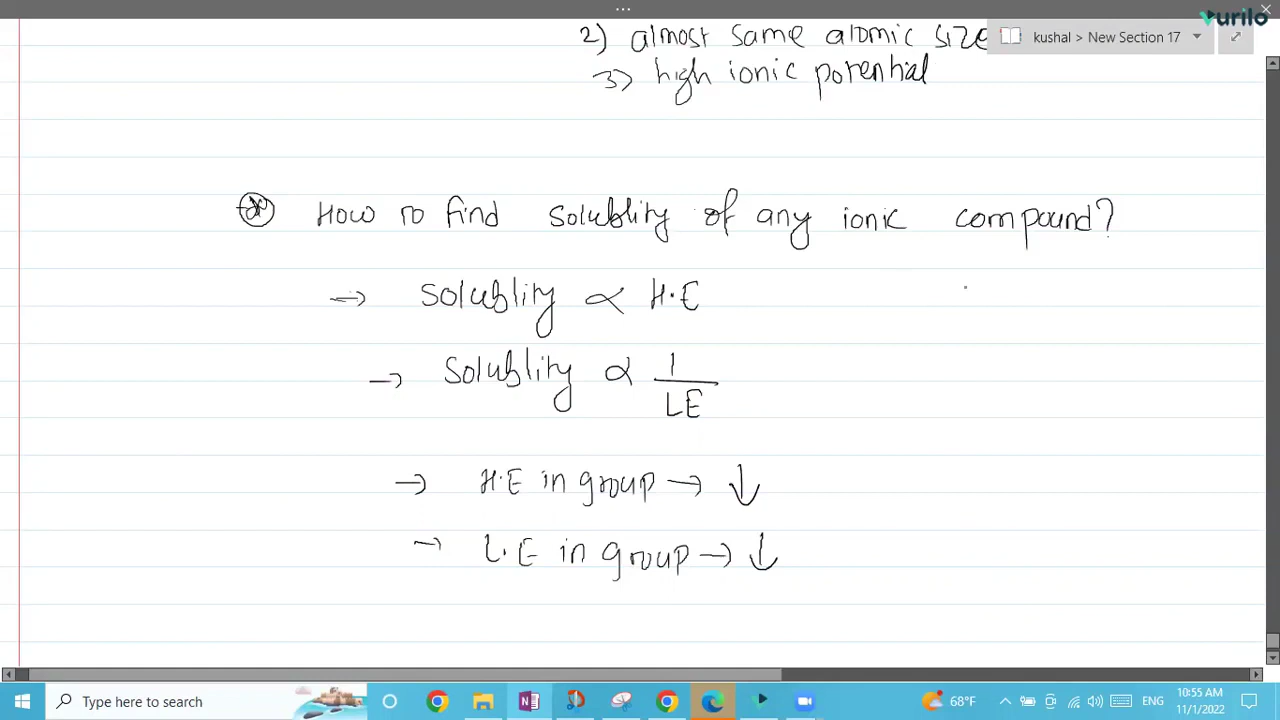 ...
yurilo
2) almost same atomic size
kushal > New Section 17
3) high ionic potential
How to find solublity of any ionic compound?
→ Solublity ∝ H.E
→ Solublity ∝ 1/LE
→ H.E in group → ↓
→ L.E in group → ↓
Type here to search
68°F
ENG
10:55 AM
11/1/2022